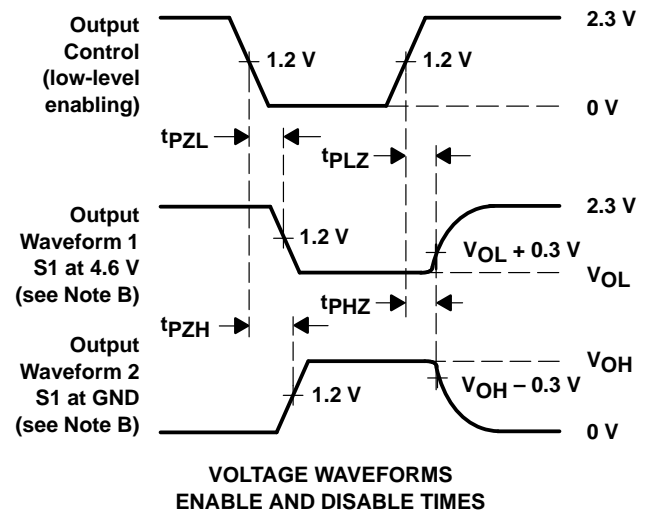 Output
Control
(low-level
enabling)
1.2 V
1.2 V
2.3 V
0 V
tPZL
tPLZ
Output
Waveform 1
S1 at 4.6 V
(see Note B)
1.2 V
2.3 V
VOL + 0.3 V
VOL
tPZH
tPHZ
Output
Waveform 2
S1 at GND
(see Note B)
1.2 V
VOH
VOH – 0.3 V
0 V
VOLTAGE WAVEFORMS
ENABLE AND DISABLE TIMES